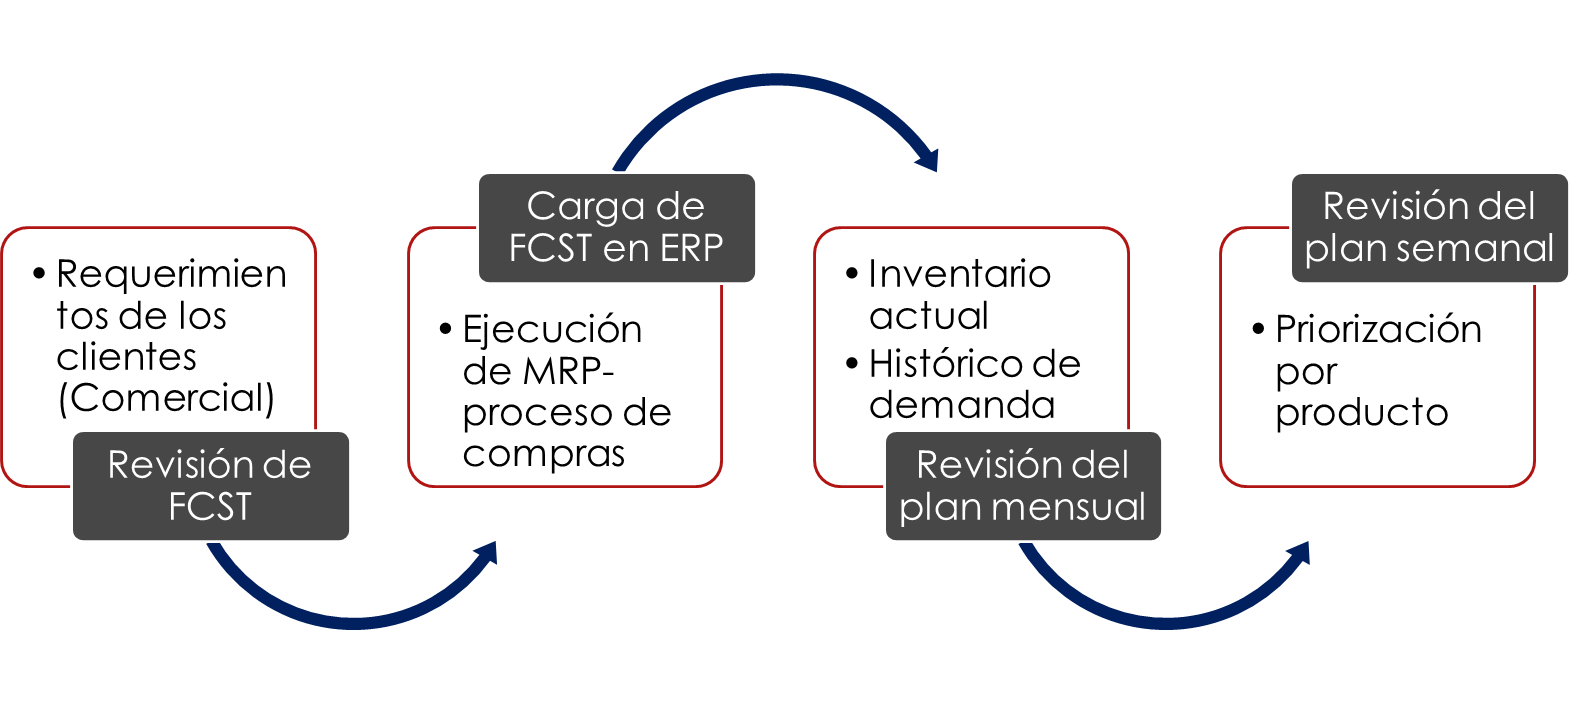 • Requerimien
tos de los
clientes
(Comercial)
Revisión de
FCST
Carga de
FCST en ERP
• Ejecución
de MRP-
proceso de
compras
• Inventario
actual
• Histórico de
demanda
Revisión del
plan mensual
Revisión del
plan semanal
• Priorización
por
producto